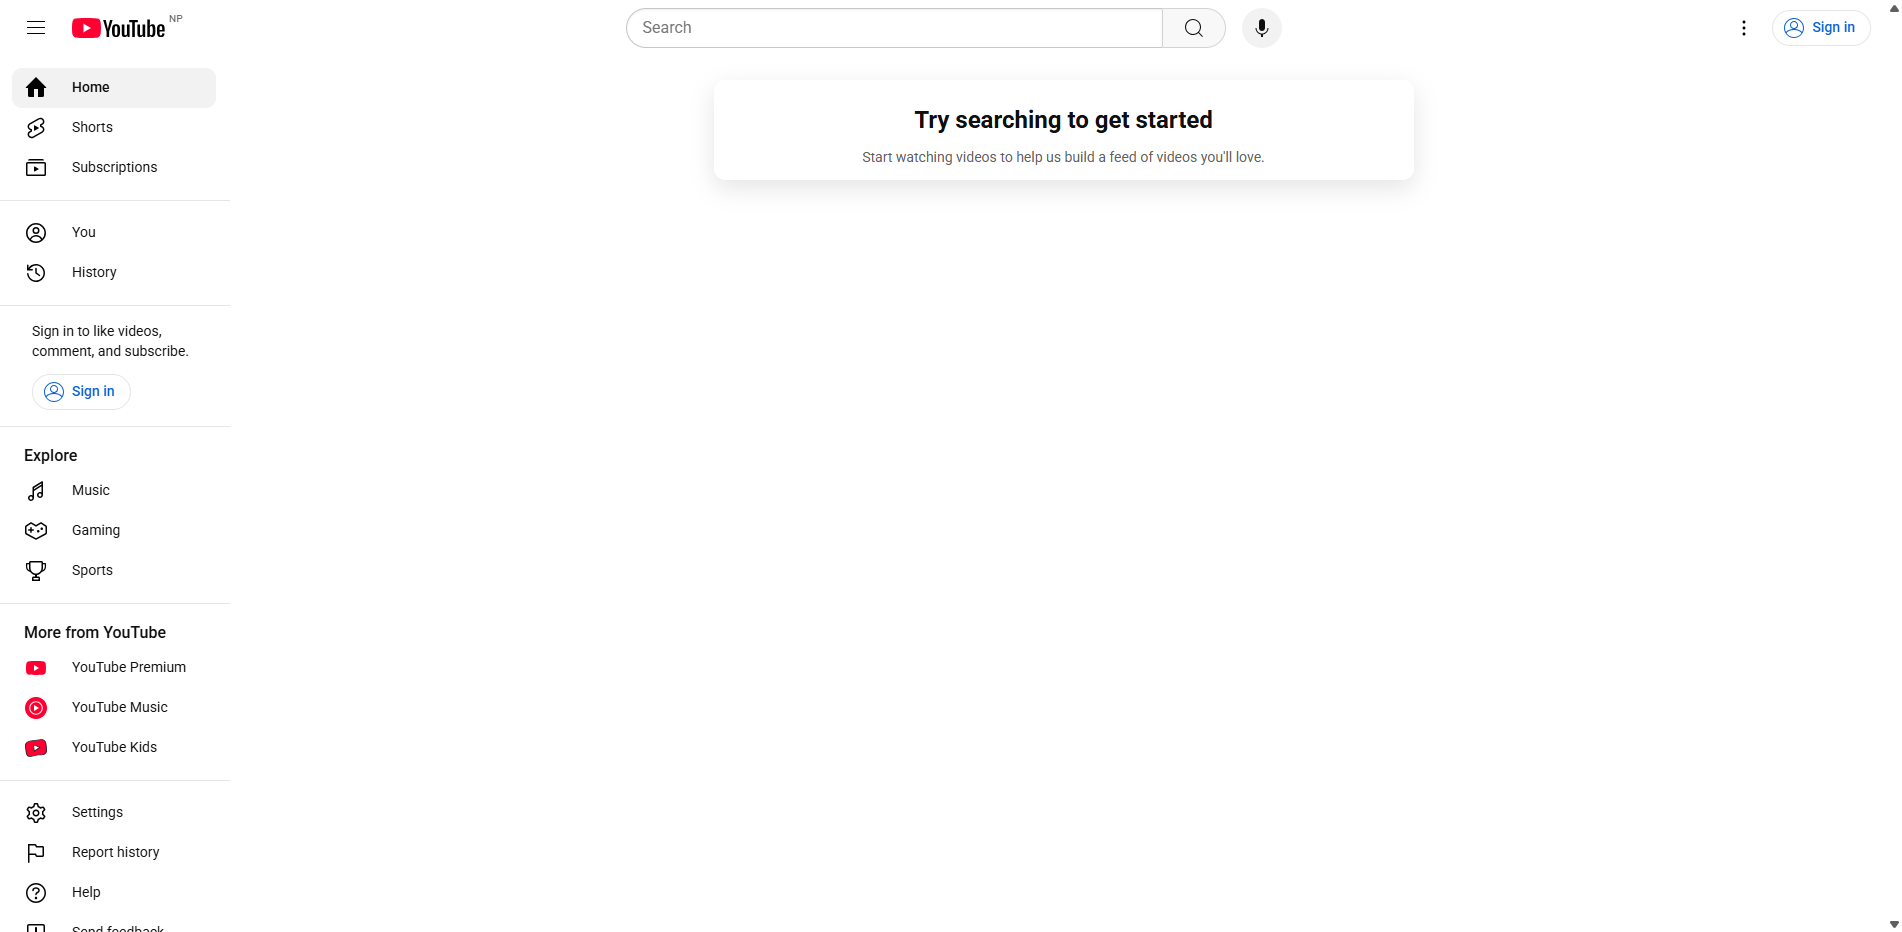 YouTube NP
Search
Sign in
Home
Shorts
Subscriptions
You
History
Sign in to like videos,
comment, and subscribe.
Sign in
Explore
Music
Gaming
Sports
More from YouTube
YouTube Premium
YouTube Music
YouTube Kids
Settings
Report history
Help
Send feedback
Try searching to get started
Start watching videos to help us build a feed of videos you'll love.